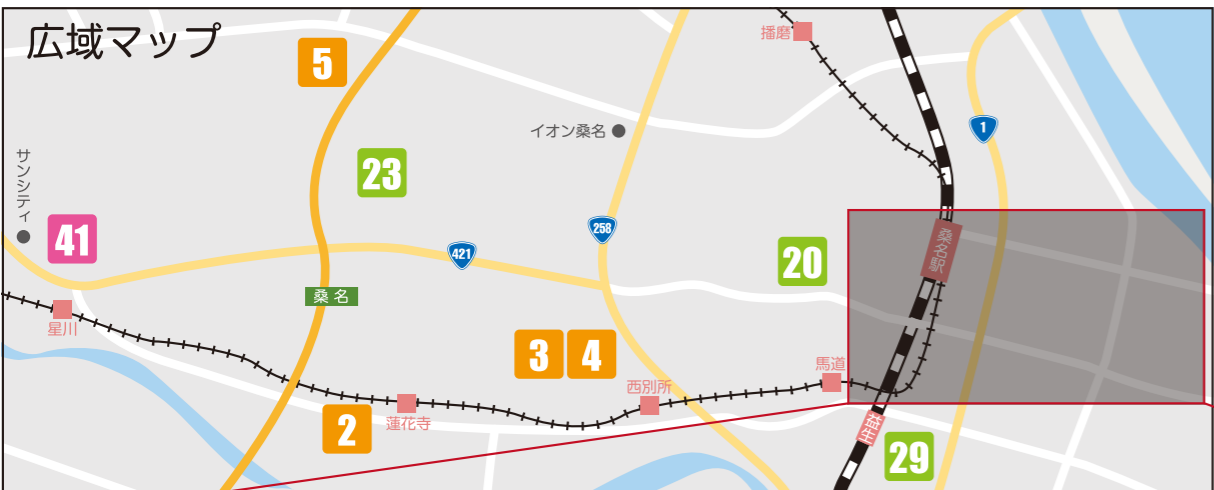 広域マップ
播磨
5
イオン桑名
1
サンシティ
23
41
258
421
20
桑名駅
桑名
星川
3
4
馬道
西別所
2
蓮花寺
益生
29